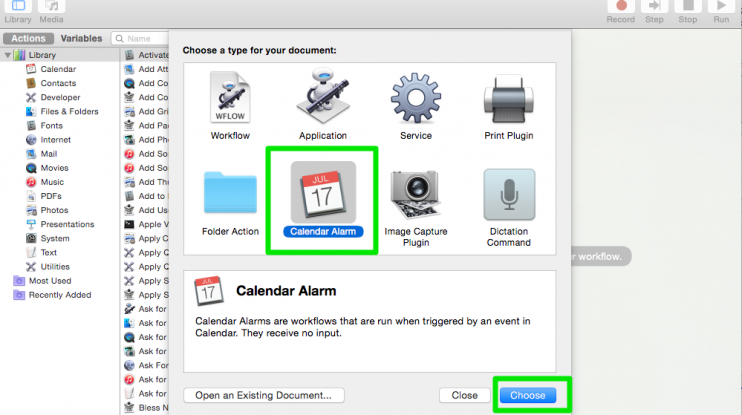 Library
Media
Record
Step
Stop
Run
Actions
Variables
Name
Library
Calendar
Contacts
Developer
Files & Folders
Fonts
Internet
Mail
Movies
Music
PDFs
Photos
Presentations
System
Text
Utilities
Most Used
Recently Added
Activate
Add Att
Add Co
Add Co
Add Gri
Add Pa
Add Ph
Add So
Add So
Add Thr
Add to
Add Us
Apple V
Apply C
Apply Q
Apply Q
Apply S
Ask for
Ask for
Ask for
Ask for
Ask For
Ask for
Ask for
Bless N
Choose a type for your document:
WFLOW
Workflow
Application
Service
Print Plugin
Folder Action
JUL
17
Calendar Alarm
Image Capture
Plugin
Dictation
Command
JUL
17
Calendar Alarm
Calendar Alarms are workflows that are run when triggered by an event in
Calendar. They receive no input.
Open an Existing Document...
Close
Choose
r workflow.